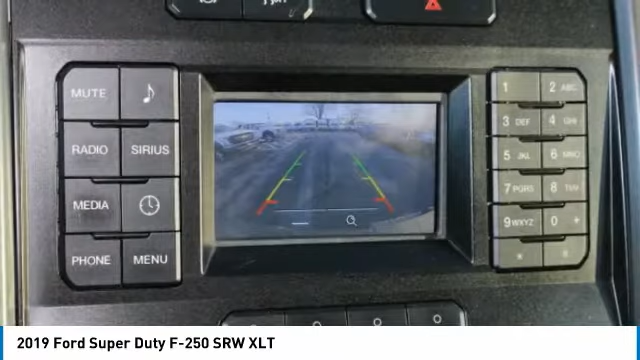 MUTE
RADIO
SIRIUS
MEDIA
PHONE
MENU
1
2 ABC
3 DEF
4 GHI
5 JKL
6 MNO
7 PQRS
8 TUV
9 WXYZ
0 +
*
2019 Ford Super Duty F-250 SRW XLT